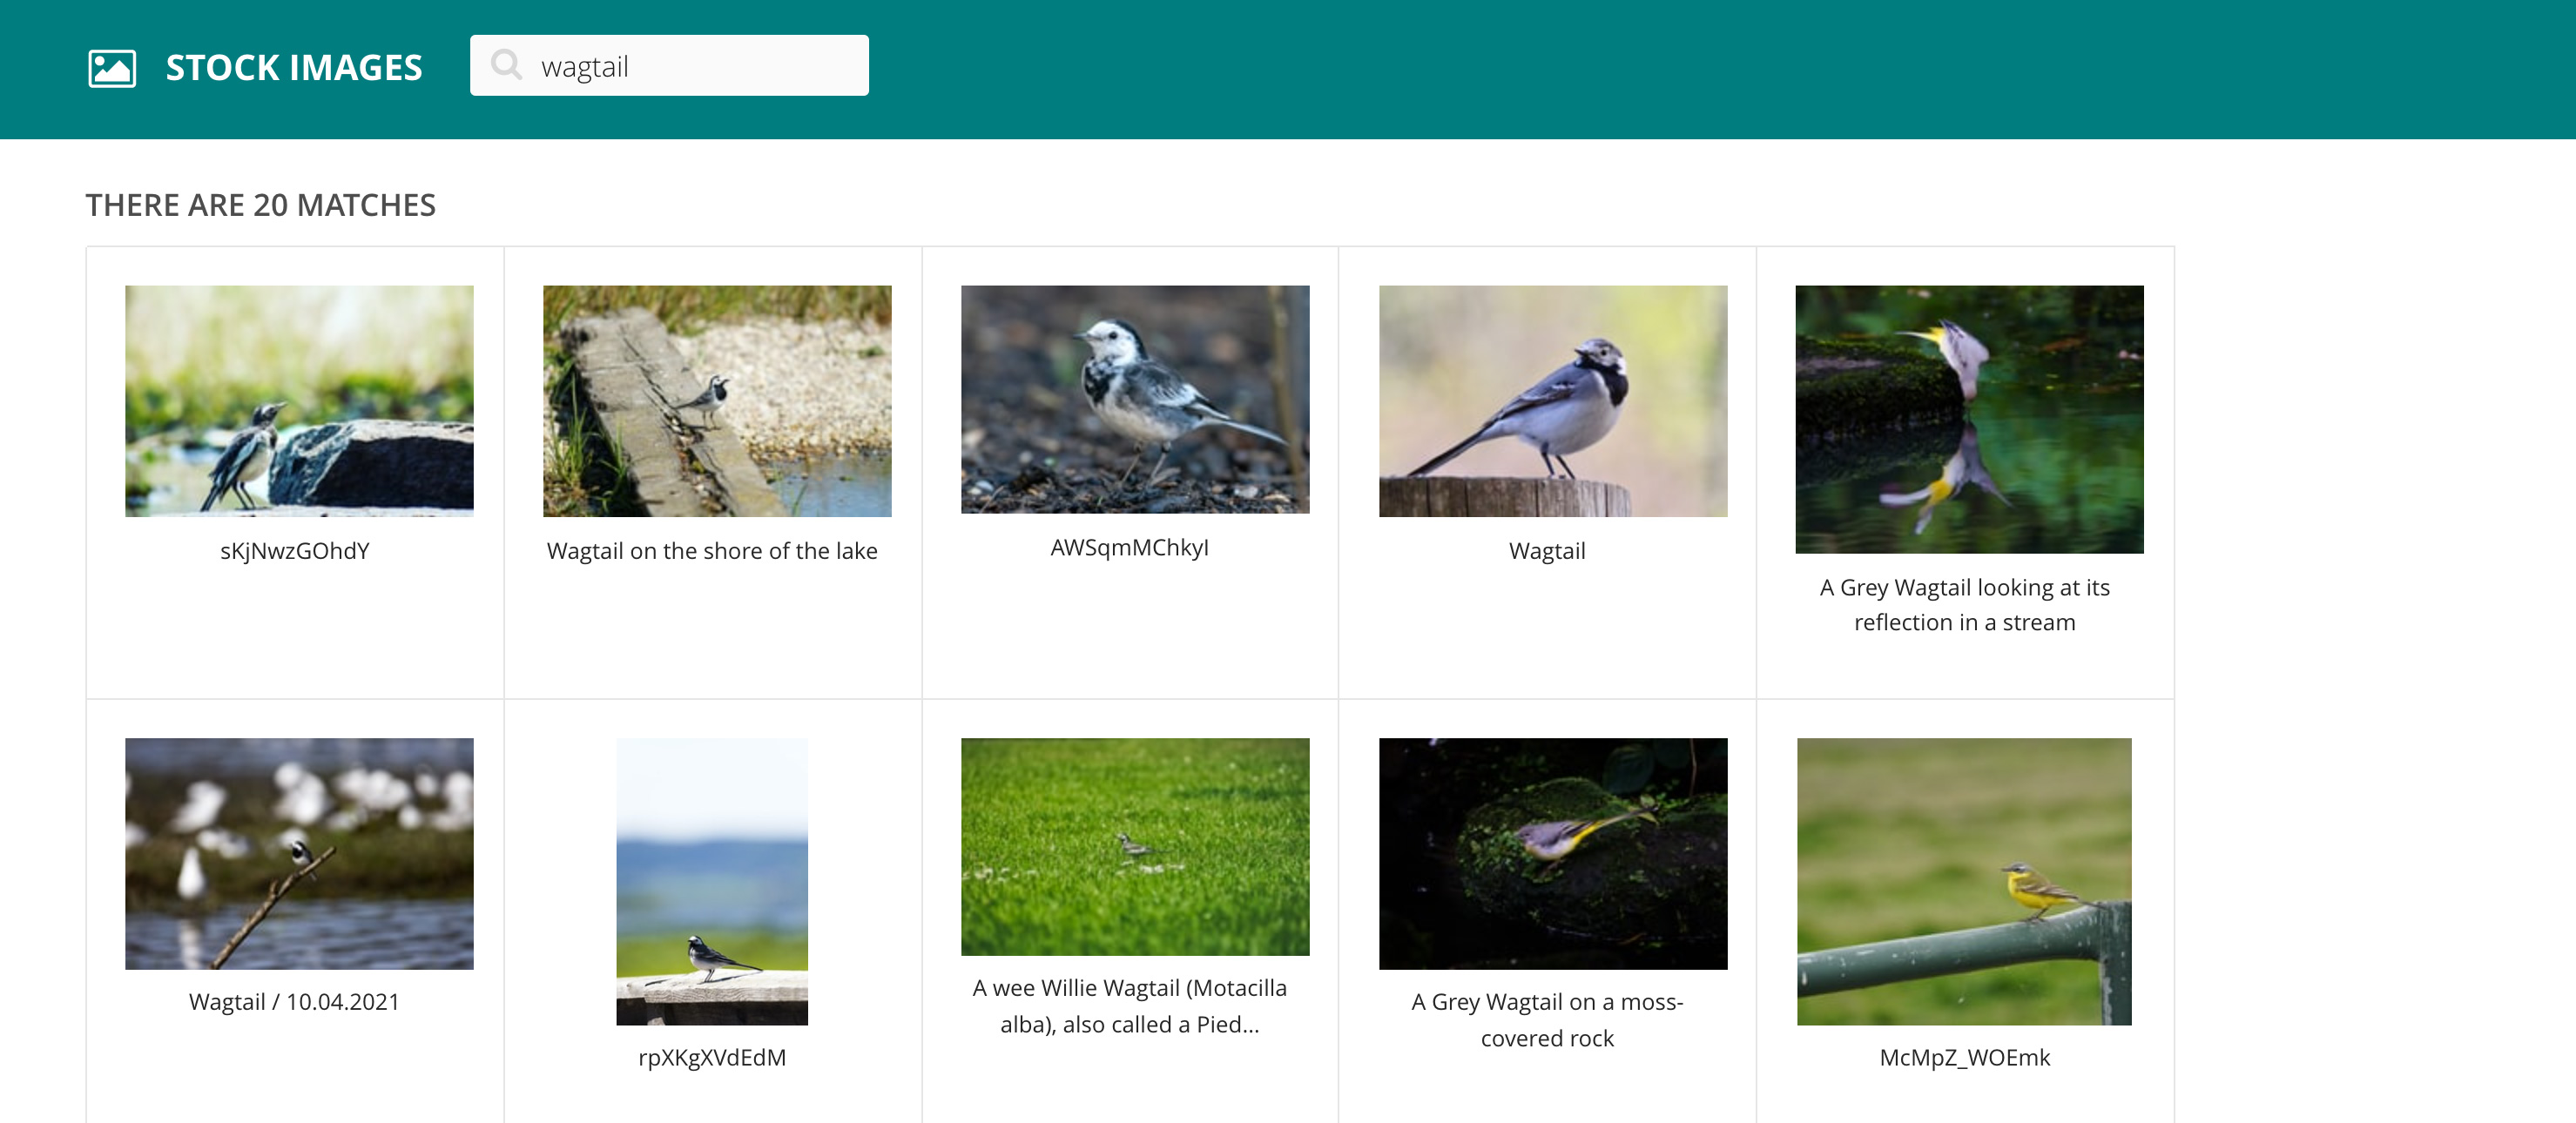 STOCK IMAGES
wagtail
THERE ARE 20 MATCHES
sKjNwzGOhdY
Wagtail on the shore of the lake
AWSqmMChkyI
Wagtail
A Grey Wagtail looking at its
reflection in a stream
Wagtail / 10.04.2021
rpXKgXVdEdM
A wee Willie Wagtail (Motacilla
alba), also called a Pied...
A Grey Wagtail on a moss-
covered rock
McMpZ_WOEmk